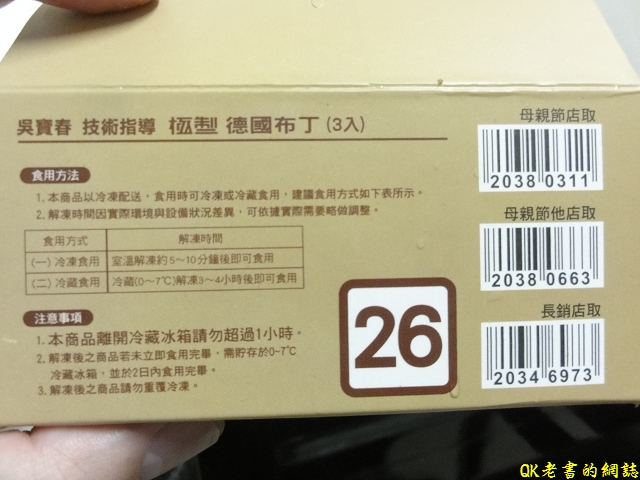 吳寶春 技術指導 極製 德國布丁(3入)
食用方法
1.本商品以冷凍配送,食用時可冷凍或冷藏食用,建議食用方式如下表所示。
2.解凍時間因實際環境與設備狀況差異,可依據實際需要略做調整。
食用方式 解凍時間
(一)冷凍食用 室溫解凍約5~10分鐘後即可食用
(二)冷藏食用 冷藏(0~7℃)解凍3~4小時後即可食用
注意事項
1.本商品離開冷藏冰箱請勿超過1小時。
2.解凍後之商品若未立即食用完畢,需貯存於0-7℃
冷藏冰箱,並於2日內食用完畢。
3.解凍後之商品請勿重覆冷凍。
26
母親節店取
20380311
母親節他店取
20380663
長銷店取
20346973
QK老書的網誌